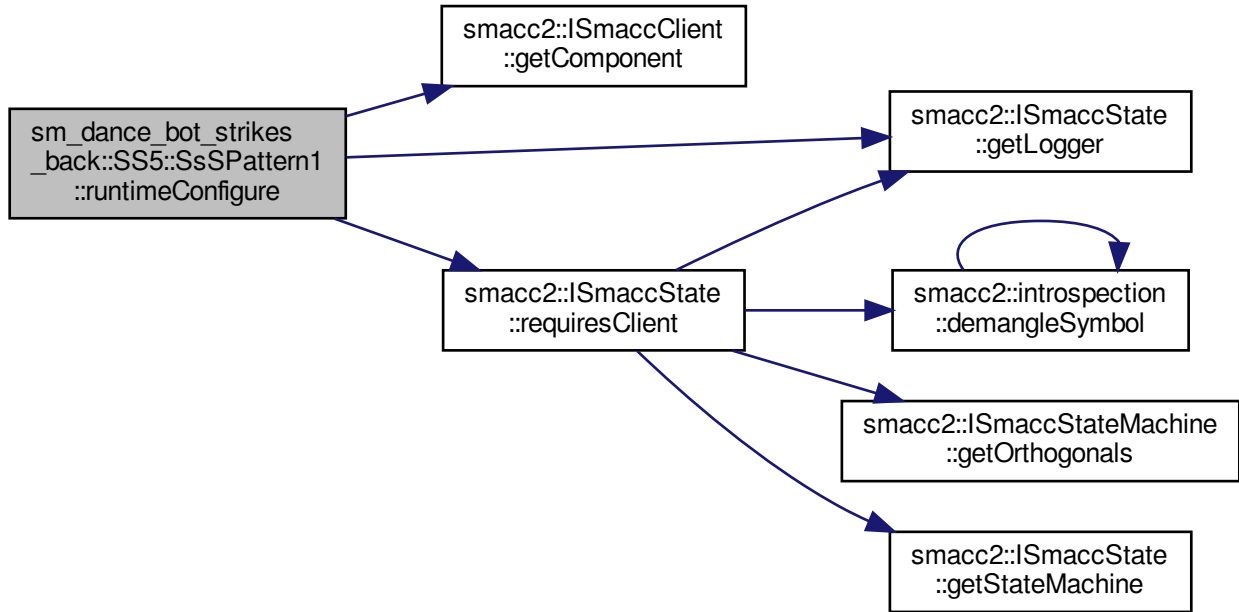 smacc2::ISmaccClient
::getComponent
sm_dance_bot_strikes
_back::SS5::SsSPattern1
::runtimeConfigure
smacc2::ISmaccState
::getLogger
smacc2::ISmaccState
::requiresClient
smacc2::introspection
::demangleSymbol
smacc2::ISmaccStateMachine
::getOrthogonals
smacc2::ISmaccState
::getStateMachine